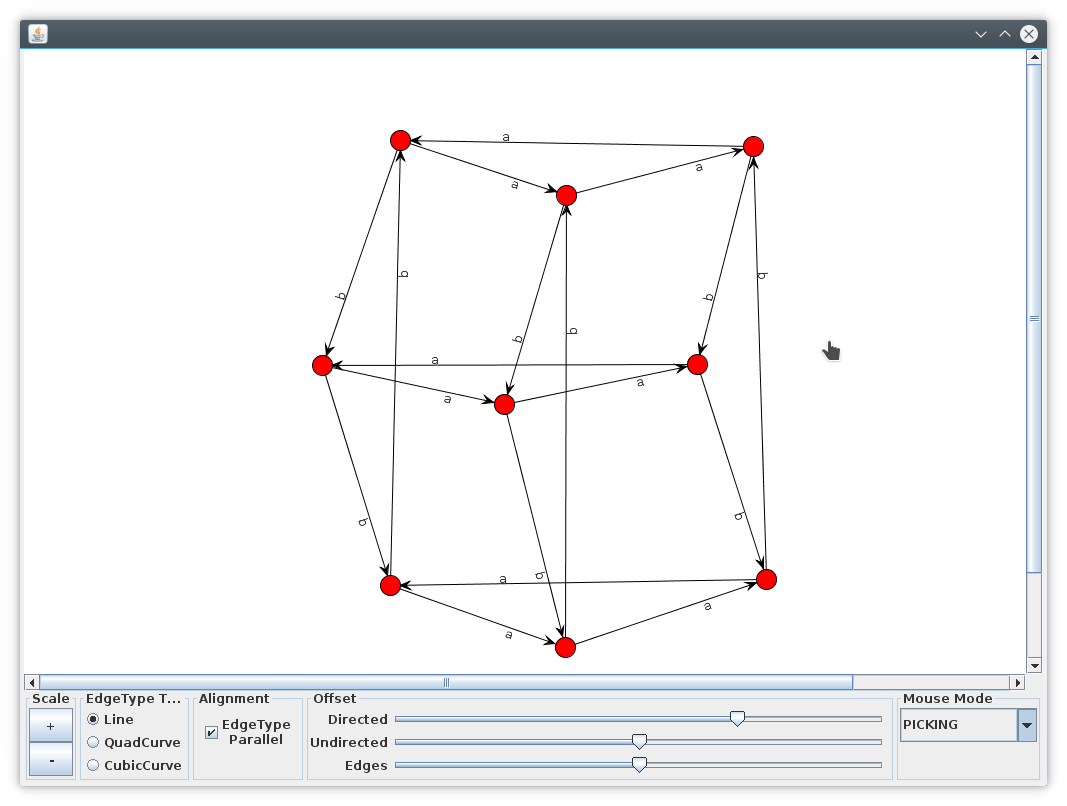 a
a
a
b
b
b
b
b
b
a
a
a
b
b
b
a
a
a
Scale
+
-
EdgeType T...
Line
QuadCurve
CubicCurve
Alignment
EdgeType
Parallel
Offset
Directed
Undirected
Edges
Mouse Mode
PICKING